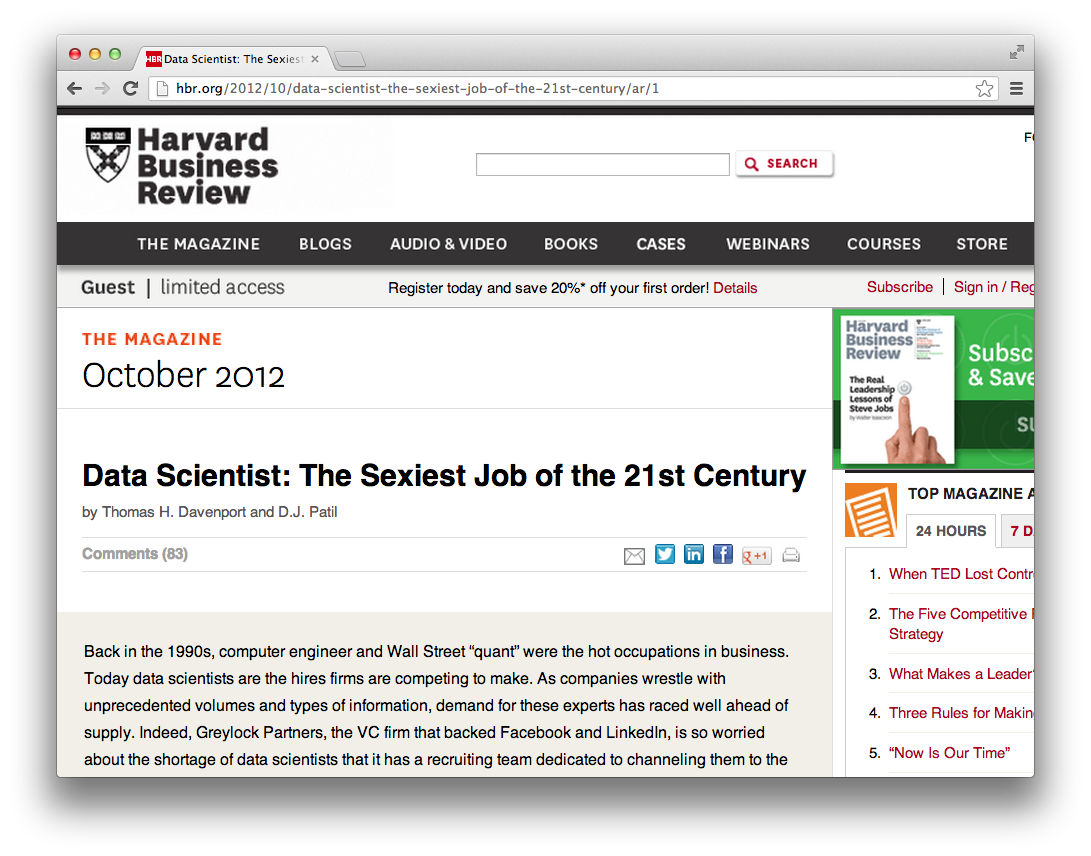 HBR Data Scientist: The Sexiest
hbr.org/2012/10/data-scientist-the-sexiest-job-of-the-21st-century/ar/1
Harvard
Business
Review
SEARCH
THE MAGAZINE BLOGS AUDIO & VIDEO BOOKS CASES WEBINARS COURSES STORE
Guest | limited access
Register today and save 20%* off your first order! Details
Subscribe | Sign in / Reg
THE MAGAZINE
October 2012
Data Scientist: The Sexiest Job of the 21st Century
by Thomas H. Davenport and D.J. Patil
Comments (83)
g +1
Back in the 1990s, computer engineer and Wall Street “quant” were the hot occupations in business.
Today data scientists are the hires firms are competing to make. As companies wrestle with
unprecedented volumes and types of information, demand for these experts has raced well ahead of
supply. Indeed, Greylock Partners, the VC firm that backed Facebook and LinkedIn, is so worried
about the shortage of data scientists that it has a recruiting team dedicated to channeling them to the
Harvard
Business
Review
The Real
Leadership
Lessons of
Steve Jobs
by Walter Isaacson
Subsc
& Save
TOP MAGAZINE A
24 HOURS 7 D
1. When TED Lost Contr
2. The Five Competitive
Strategy
3. What Makes a Leader?
4. Three Rules for Makin
5. “Now Is Our Time”